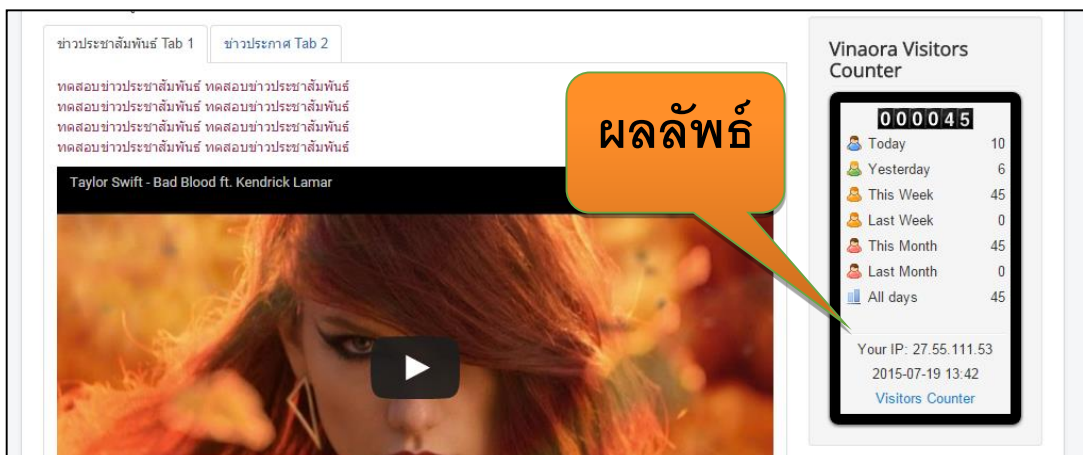 ข่าวประชาสัมพันธ์ Tab 1
ข่าวประกาศ Tab 2
ทดสอบข่าวประชาสัมพันธ์ ทดสอบข่าวประชาสัมพันธ์
ทดสอบข่าวประชาสัมพันธ์ ทดสอบข่าวประชาสัมพันธ์
ทดสอบข่าวประชาสัมพันธ์ ทดสอบข่าวประชาสัมพันธ์
ทดสอบข่าวประชาสัมพันธ์ ทดสอบข่าวประชาสัมพันธ์
Taylor Swift - Bad Blood ft. Kendrick Lamar
ผลลัพธ์
Vinaora Visitors
Counter
000045
Today 10
Yesterday 6
This Week 45
Last Week 0
This Month 45
Last Month 0
All days 45
Your IP: 27.55.111.53
2015-07-19 13:42
Visitors Counter